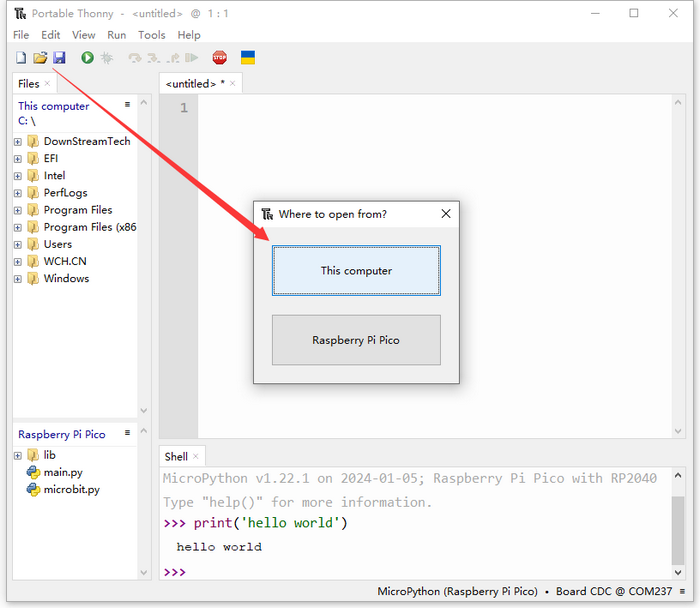 Portable Thonny - <untitled> @ 1 : 1
File Edit View Run Tools Help
STOP
Files ×
This computer
C: \
DownStreamTech
EFI
Intel
PerfLogs
Program Files
Program Files (x86
Users
WCH.CN
Windows
Raspberry Pi Pico
lib
main.py
microbit.py
<untitled> * ×
1
Where to open from?
This computer
Raspberry Pi Pico
Shell ×
MicroPython v1.22.1 on 2024-01-05; Raspberry Pi Pico with RP2040
Type "help()" for more information.
>>> print('hello world')
hello world
>>>
MicroPython (Raspberry Pi Pico) • Board CDC @ COM237